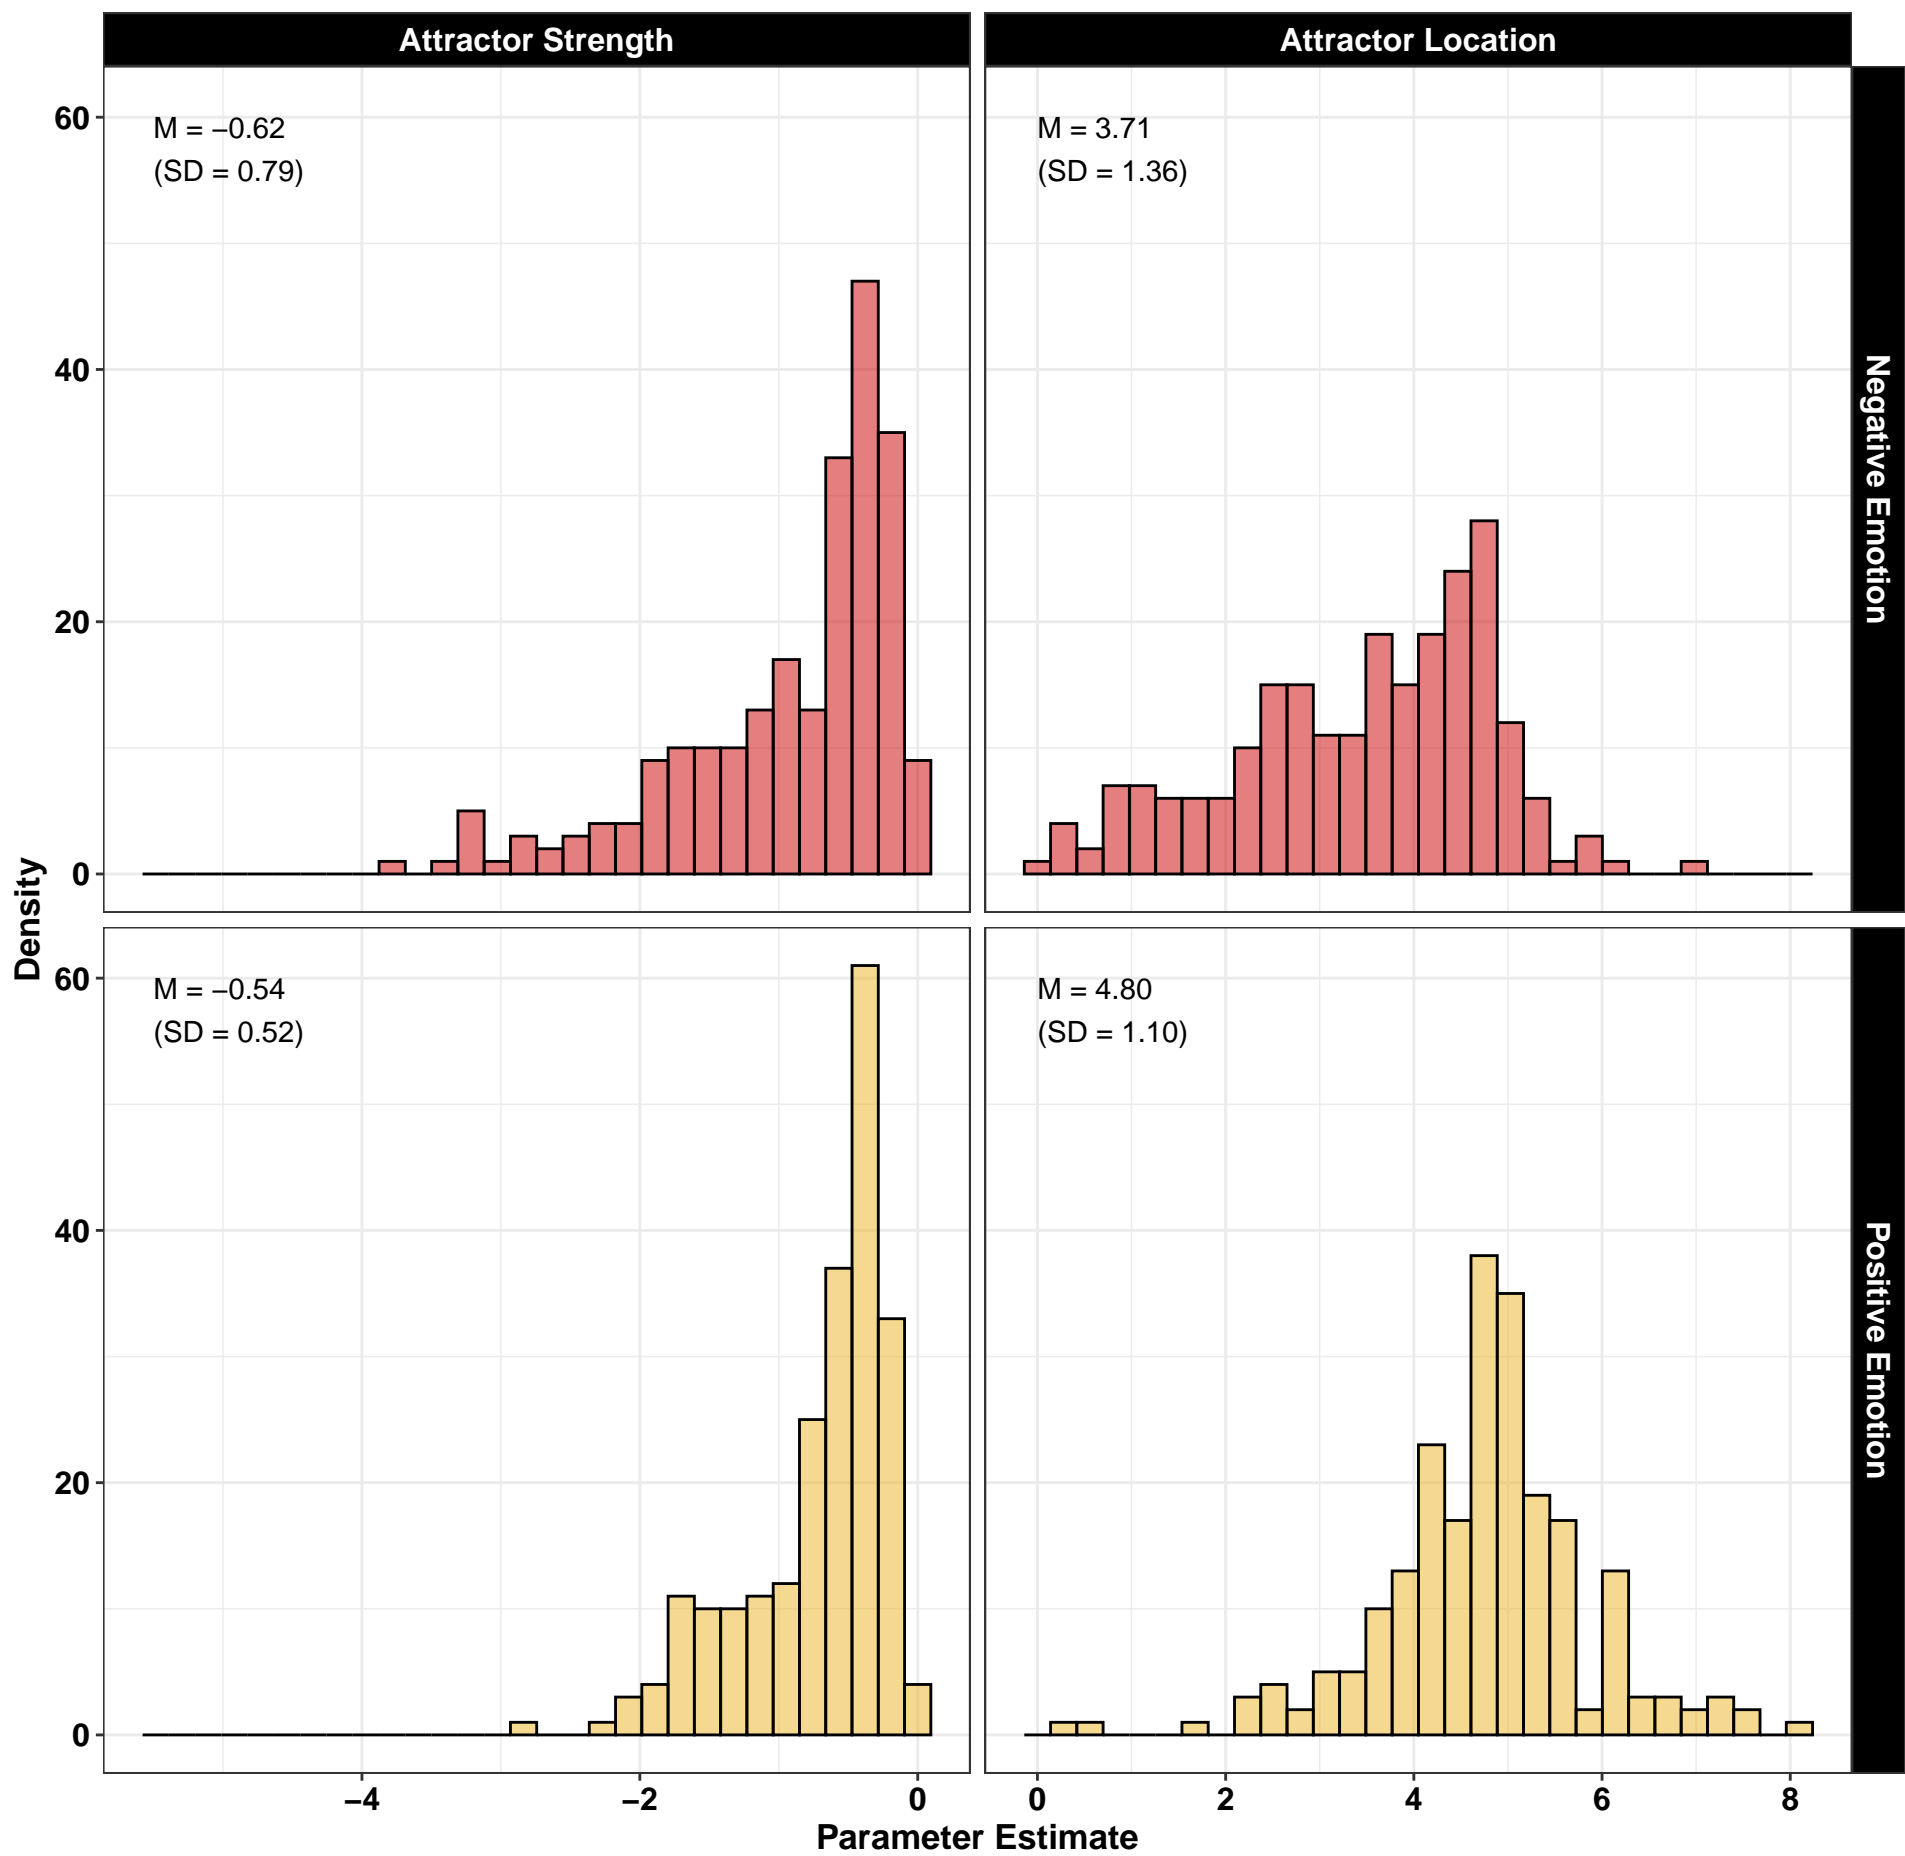 Attractor Strength
Attractor Location
Negative Emotion
Positive Emotion
Density
60
40
20
0
M = −0.62
(SD = 0.79)
M = 3.71
(SD = 1.36)
60
40
20
0
M = −0.54
(SD = 0.52)
M = 4.80
(SD = 1.10)
−4
−2
0
0
2
4
6
8
Parameter Estimate